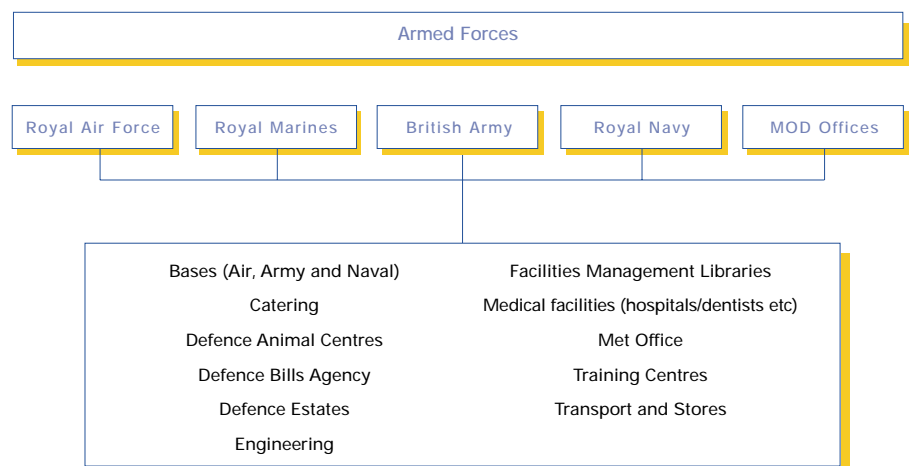 Armed Forces
Royal Air Force
Royal Marines
British Army
Royal Navy
MOD Offices
Bases (Air, Army and Naval)
Catering
Defence Animal Centres
Defence Bills Agency
Defence Estates
Engineering
Facilities Management Libraries
Medical facilities (hospitals/dentists etc)
Met Office
Training Centres
Transport and Stores